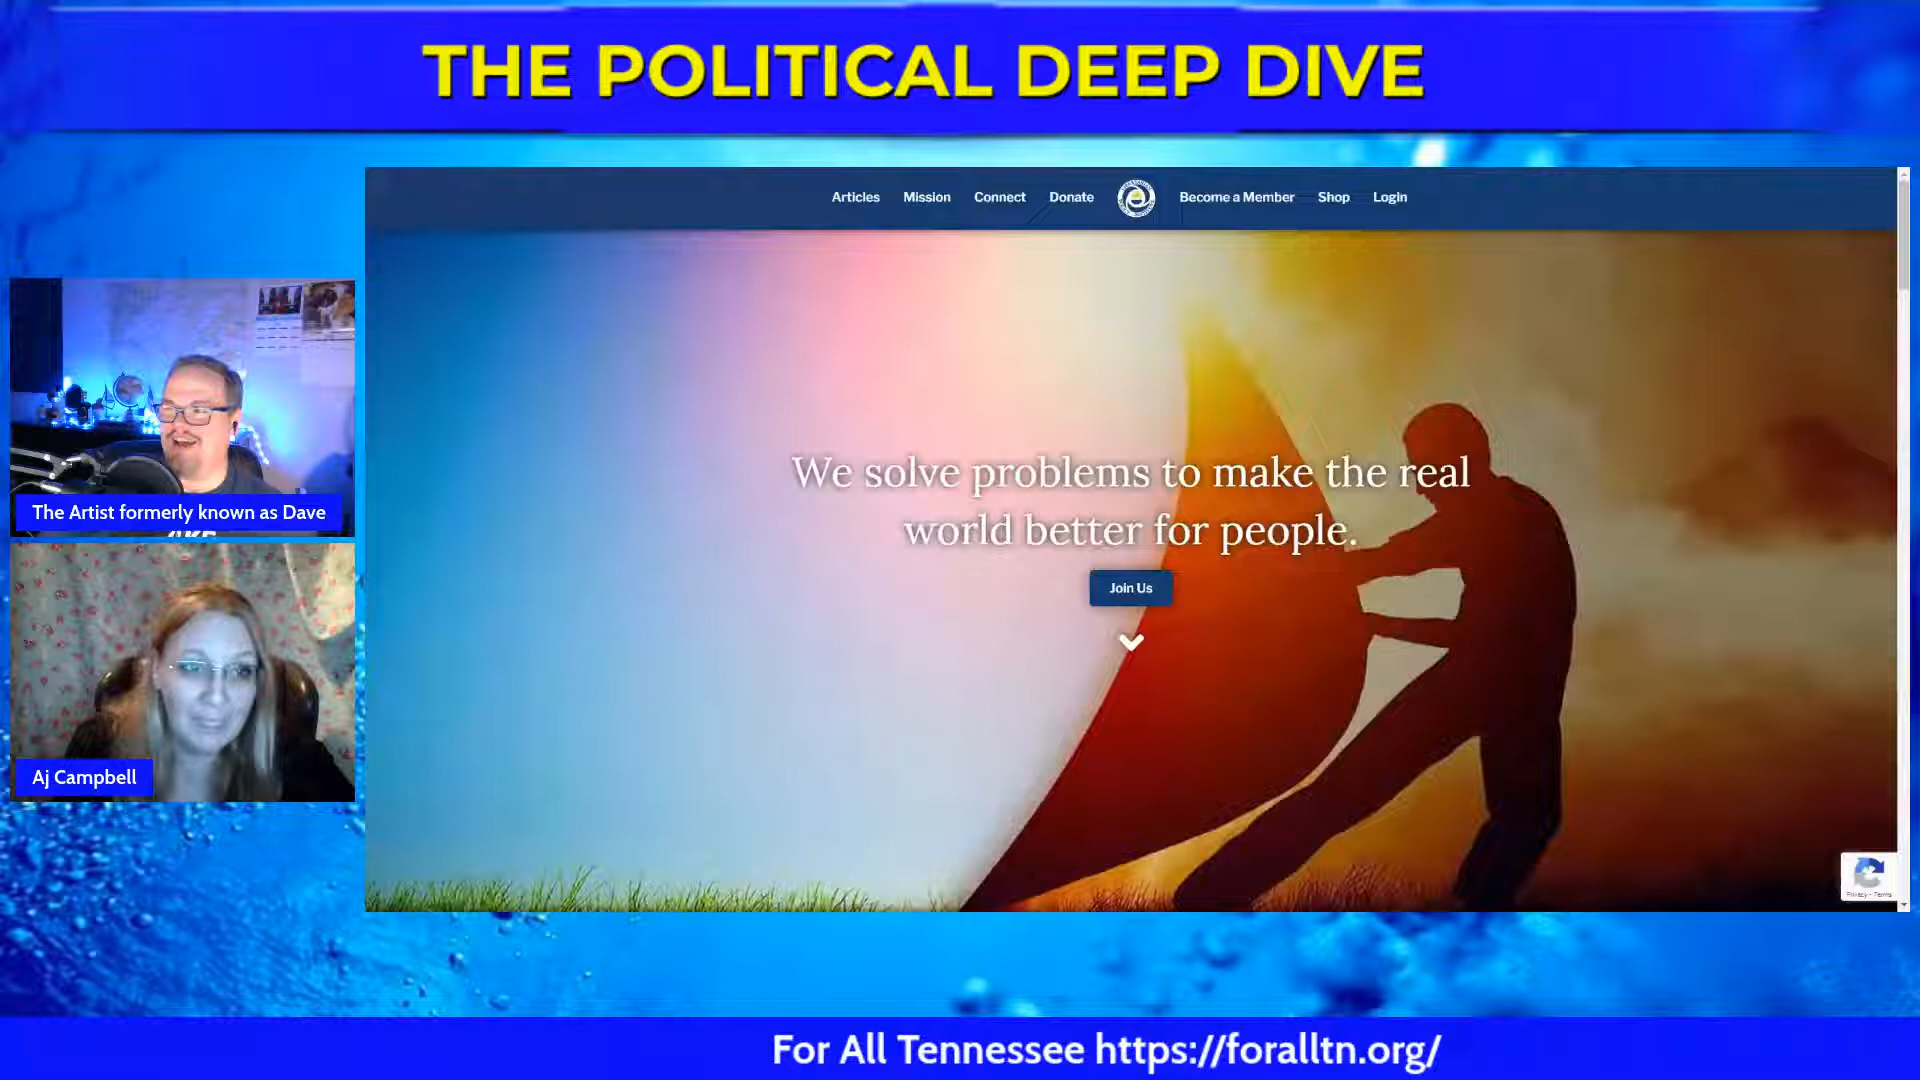 THE POLITICAL DEEP DIVE
Articles Mission Connect Donate Become a Member Shop Login
We solve problems to make the real
world better for people.
Join Us
The Artist formerly known as Dave
Aj Campbell
Privacy - Terms
For All Tennessee https://foralltn.org/